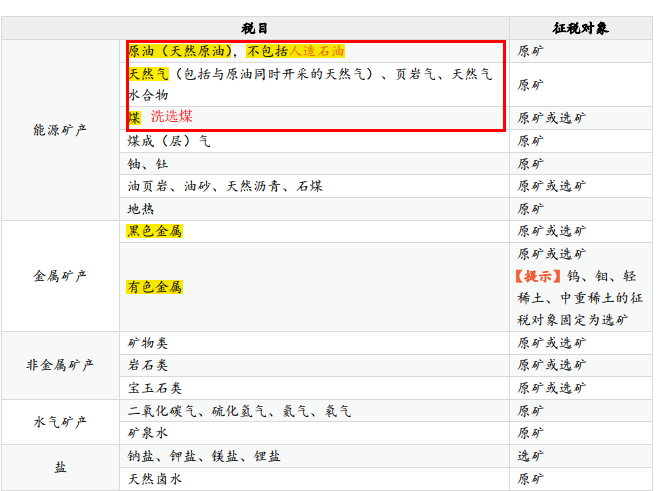 税目 征税对象
原油（天然原油），不包括人造石油 原矿
天然气（包括与原油同时开采的天然气）、页岩气、天然气
水合物 原矿
煤 洗选煤 原矿或选矿
能源矿产
煤成（层）气 原矿
铀、钍 原矿
油页岩、油砂、天然沥青、石煤 原矿或选矿
地热 原矿
黑色金属 原矿或选矿
金属矿产
有色金属
原矿或选矿
【提示】钨、钼、轻
稀土、中重稀土的征
税对象固定为选矿
矿物类 原矿或选矿
非金属矿产 岩石类 原矿或选矿
宝玉石类 原矿或选矿
水气矿产
二氧化碳气、硫化氢气、氦气、氡气 原矿
矿泉水 原矿
盐
钠盐、钾盐、镁盐、锂盐 选矿
天然卤水 原矿